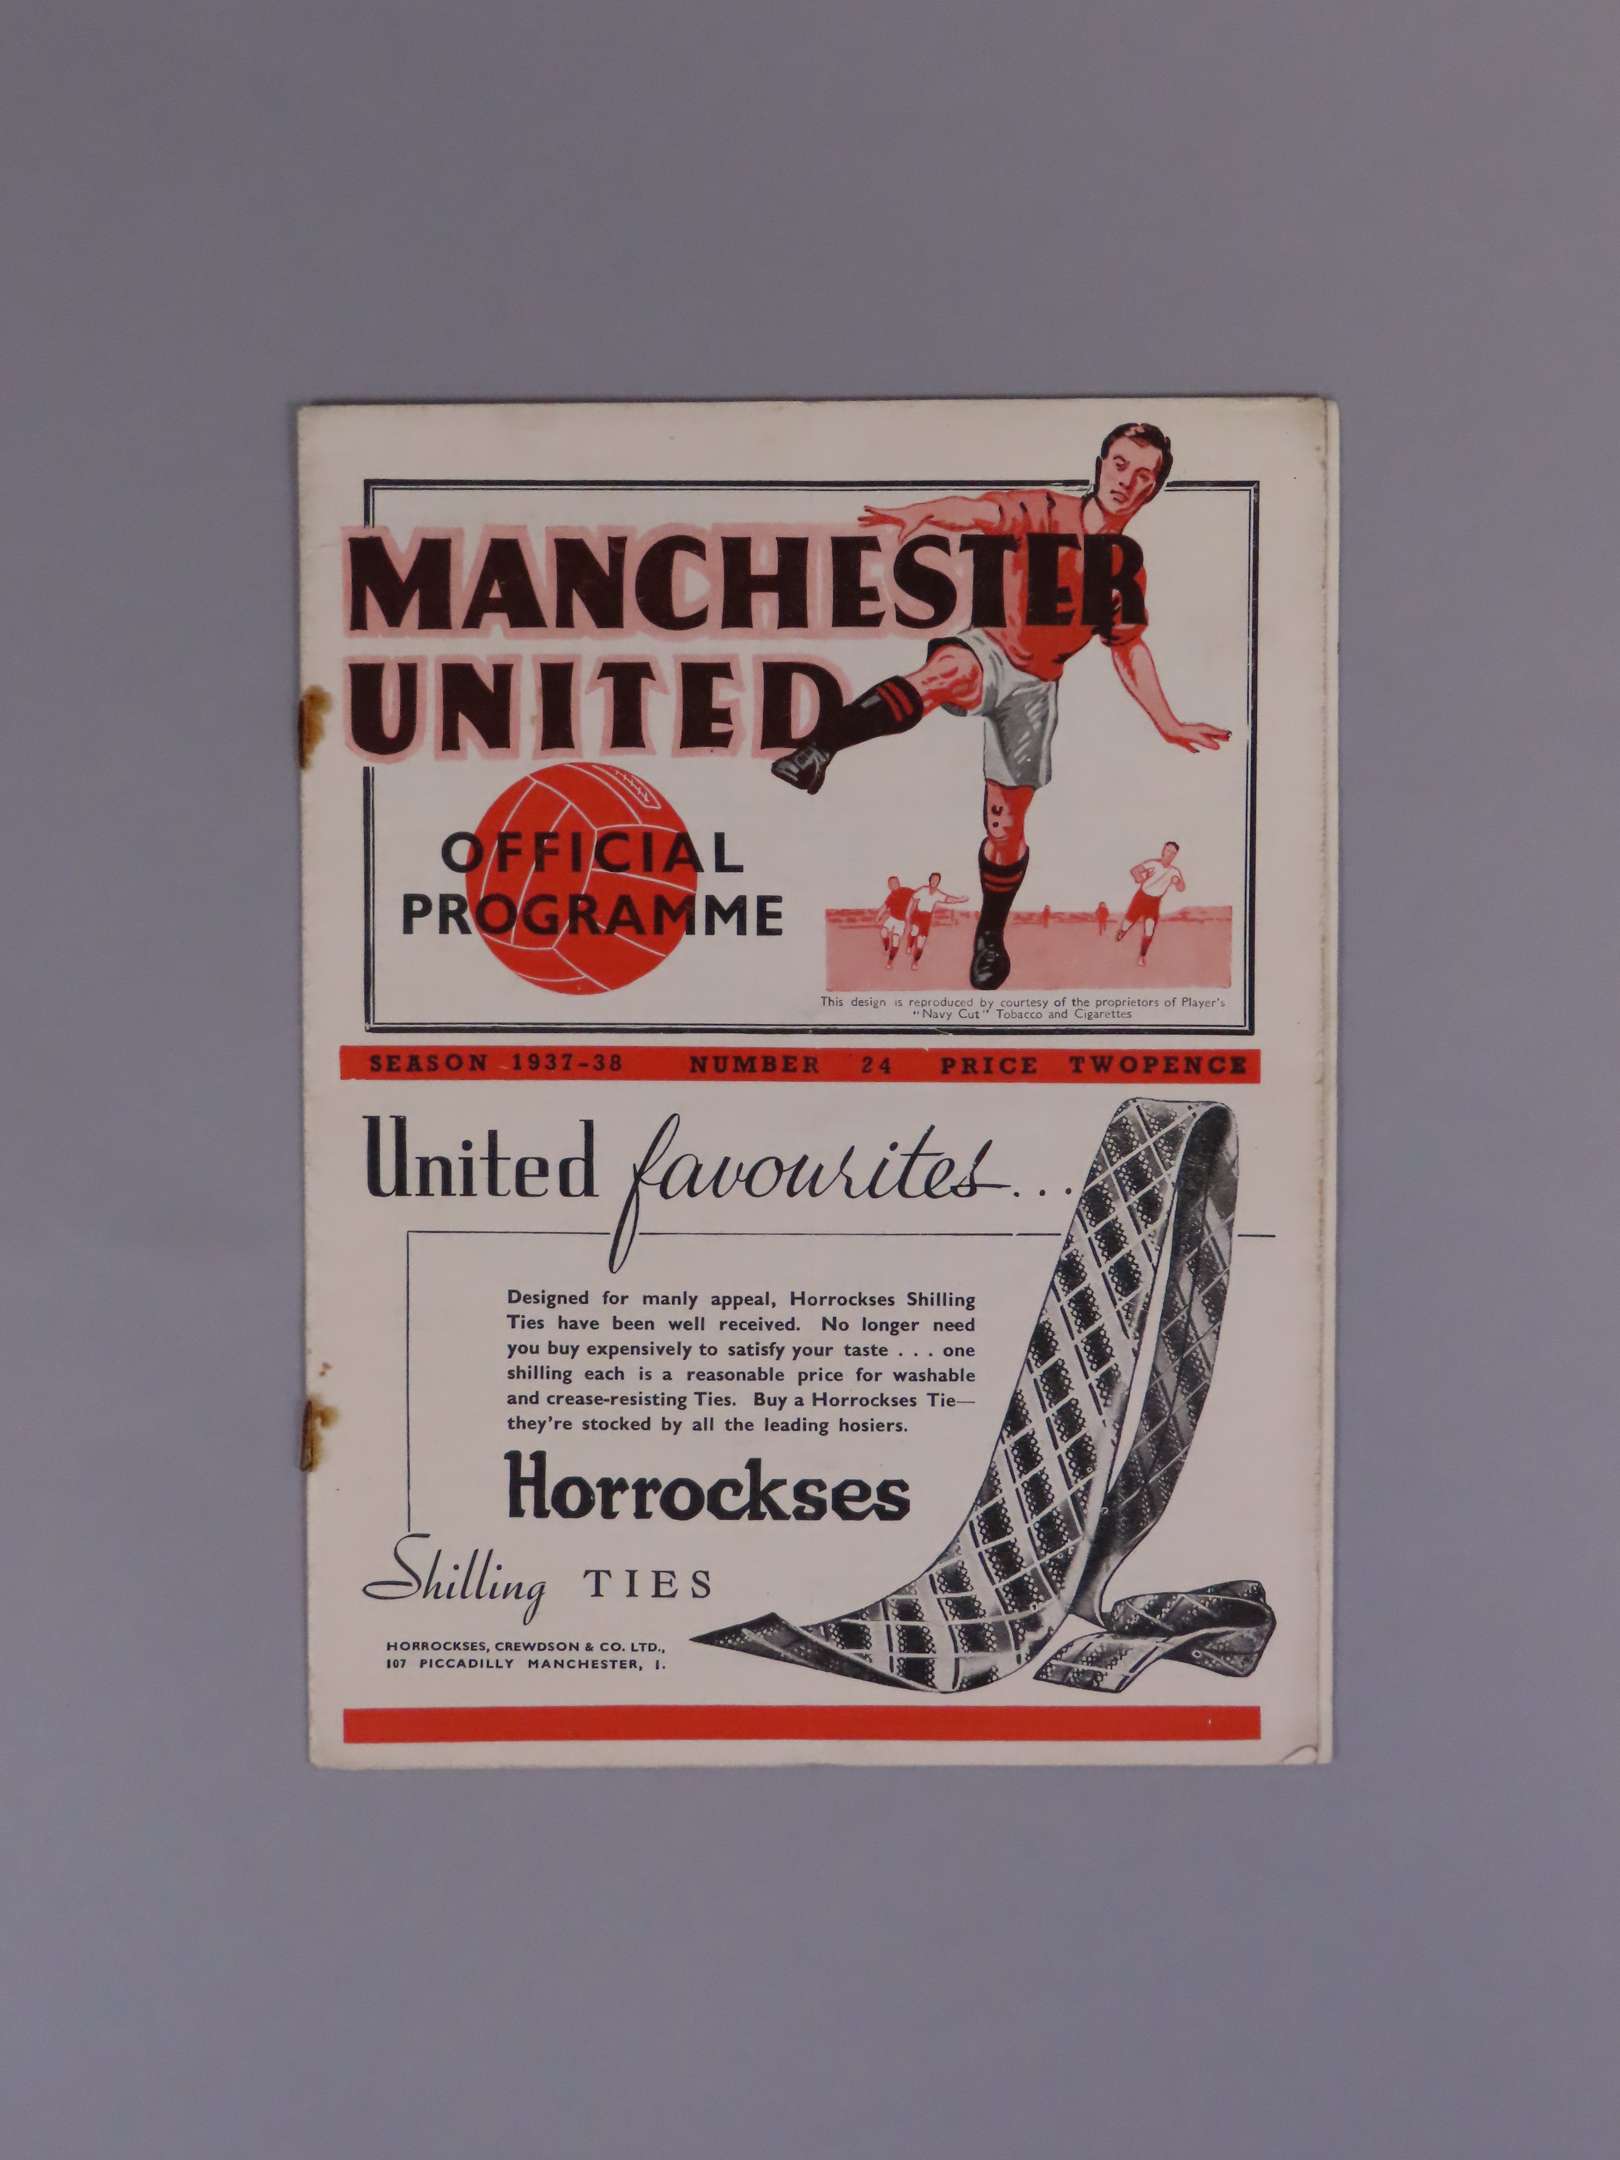 MANCHESTER
UNITED
OFFICIAL
PROGRAMME
This design is reproduced by courtesy of the proprietors of Player's
"Navy Cut" Tobacco and Cigarettes
SEASON 1937-38 NUMBER 24 PRICE TWOPENCE
United favourites...
Designed for manly appeal, Horrockses Shilling
Ties have been well received. No longer need
you buy expensively to satisfy your taste . . . one
shilling each is a reasonable price for washable
and crease-resisting Ties. Buy a Horrockses Tie—
they're stocked by all the leading hosiers.
Horrockses
Shilling TIES
HORROCKSES, CREWDSON & CO. LTD.,
107 PICCADILLY MANCHESTER, 1.